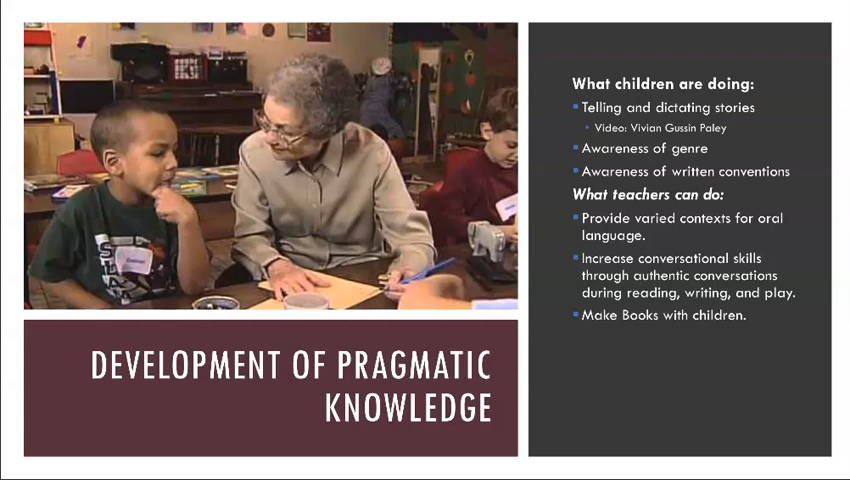 What children are doing:
Telling and dictating stories
Video: Vivian Gussin Paley
Awareness of genre
Awareness of written conventions
What teachers can do:
Provide varied contexts for oral
language.
Increase conversational skills
through authentic conversations
during reading, writing, and play.
Make Books with children.
DEVELOPMENT OF PRAGMATIC
KNOWLEDGE